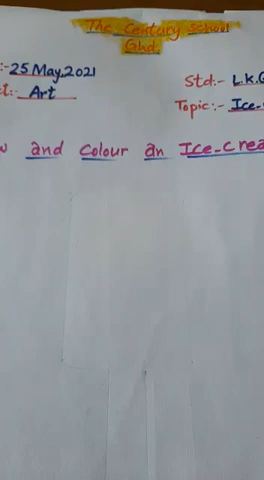 The Century School
Ghd.
:- 25 May, 2021
Std:- L.K.G
t:- Art
Topic:- Ice-
and Colour an Ice-Crea